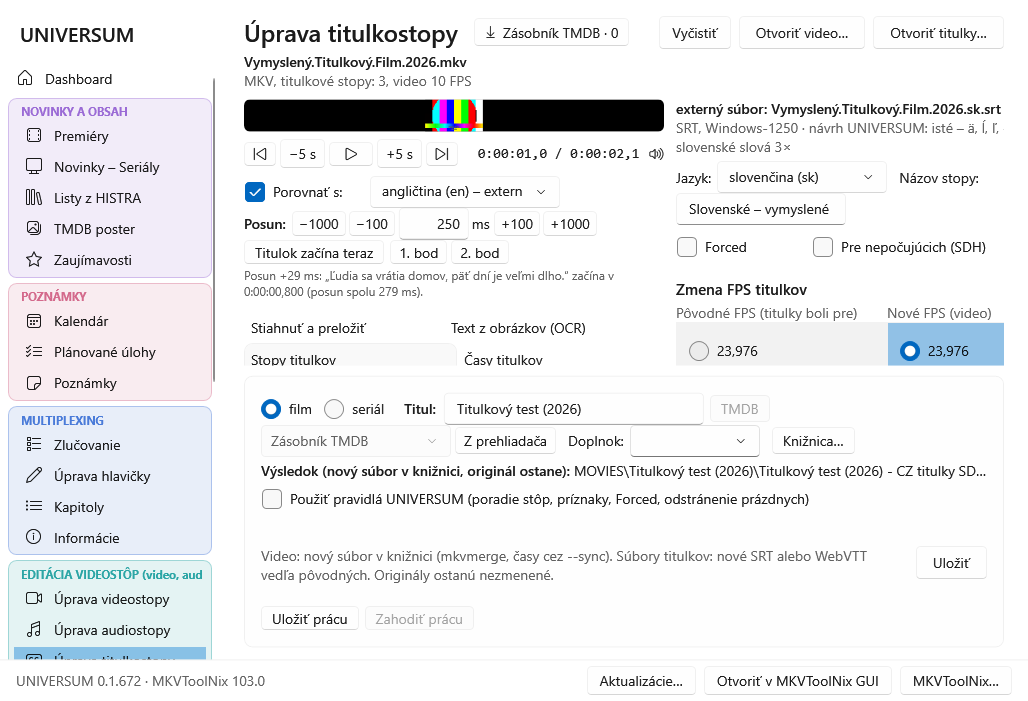 UNIVERSUM
Dashboard
NOVINKY A OBSAH
Premiéry
Novinky – Seriály
Listy z HISTRA
TMDB poster
Zaujímavosti
POZNÁMKY
Kalendár
Plánované úlohy
Poznámky
MULTIPLEXING
Zlučovanie
Úprava hlavičky
Kapitoly
Informácie
EDITÁCIA VIDEOSTÔP (video, aud
Úprava videostopy
Úprava audiostopy
Úprava titulkostopy
Úprava titulkostopy
Zásobník TMDB · 0
Vyčistiť
Otvoriť video...
Otvoriť titulky...
Vymyslený.Titulkový.Film.2026.mkv
MKV, titulkové stopy: 3, video 10 FPS
−5 s
+5 s
0:00:01,0 / 0:00:02,1
Porovnať s:
angličtina (en) – extern
Posun:
−1000
−100
250
ms
+100
+1000
Titulok začína teraz
1. bod
2. bod
Posun +29 ms: „Ľudia sa vrátia domov, päť dní je veľmi dlho.“ začína v
0:00:00,800 (posun spolu 279 ms).
Stiahnuť a preložiť
Text z obrázkov (OCR)
Stopy titulkov
Časy titulkov
externý súbor: Vymyslený.Titulkový.Film.2026.sk.srt
SRT, Windows-1250 · návrh UNIVERSUM: isté – ä, ĺ, ľ,
slovenské slová 3×
Jazyk:
slovenčina (sk)
Názov stopy:
Slovenské – vymyslené
Forced
Pre nepočujúcich (SDH)
Zmena FPS titulkov
Pôvodné FPS (titulky boli pre)
Nové FPS (video)
23,976
23,976
film
seriál
Titul:
Titulkový test (2026)
TMDB
Zásobník TMDB
Z prehliadača
Doplnok:
Knižnica...
Výsledok (nový súbor v knižnici, originál ostane): MOVIES\Titulkový test (2026)\Titulkový test (2026) - CZ titulky SD...
Použiť pravidlá UNIVERSUM (poradie stôp, príznaky, Forced, odstránenie prázdnych)
Video: nový súbor v knižnici (mkvmerge, časy cez --sync). Súbory titulkov: nové SRT alebo WebVTT
vedľa pôvodných. Originály ostanú nezmenené.
Uložiť
Uložiť prácu
Zahodiť prácu
UNIVERSUM 0.1.672 · MKVToolNix 103.0
Aktualizácie...
Otvoriť v MKVToolNix GUI
MKVToolNix...